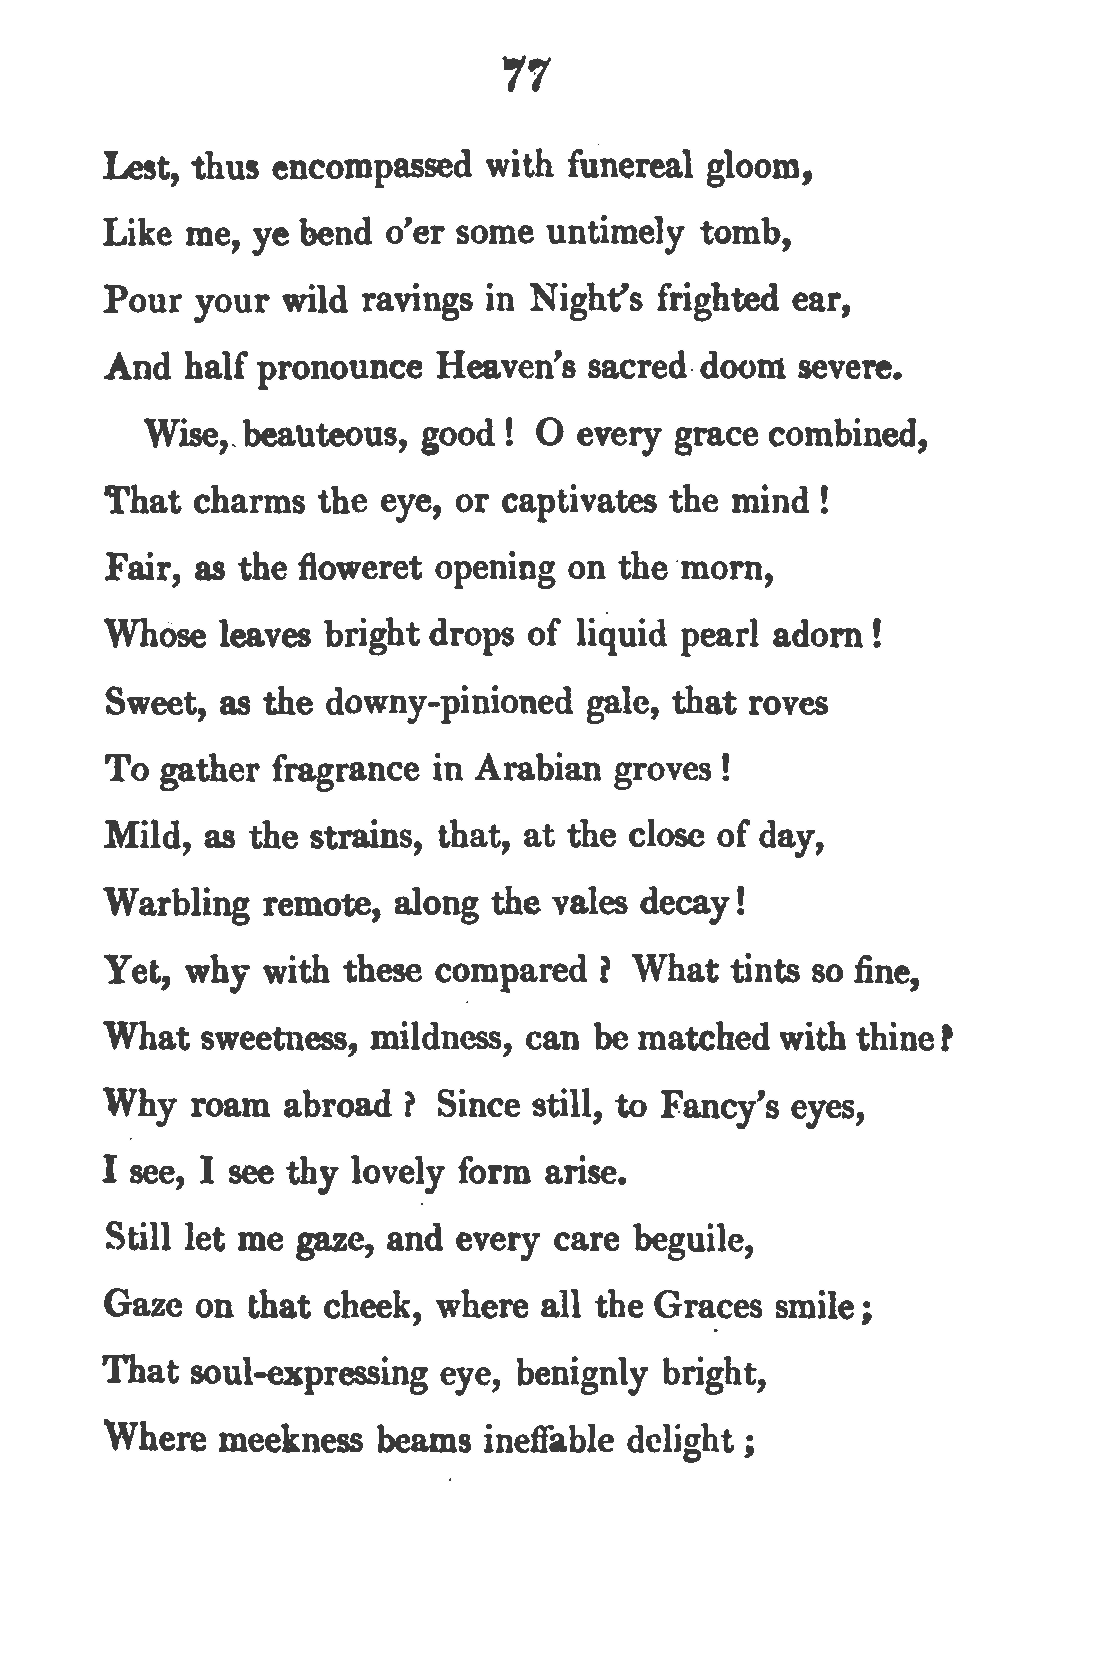 77
Lest, thus encompassed with funereal gloom,
Like me, ye bend o'er some untimely tomb,
Pour your wild ravings in Night's frighted ear,
And half pronounce Heaven's sacred doom severe.
Wise, beauteous, good ! O every grace combined,
That charms the eye, or captivates the mind !
Fair, as the floweret opening on the morn,
Whose leaves bright drops of liquid pearl adorn !
Sweet, as the downy-pinioned gale, that roves
To gather fragrance in Arabian groves !
Mild, as the strains, that, at the close of day,
Warbling remote, along the vales decay !
Yet, why with these compared ? What tints so fine,
What sweetness, mildness, can be matched with thine ?
Why roam abroad ? Since still, to Fancy's eyes,
I see, I see thy lovely form arise.
Still let me gaze, and every care beguile,
Gaze on that cheek, where all the Graces smile ;
That soul-expressing eye, benignly bright,
Where meekness beams ineffable delight ;